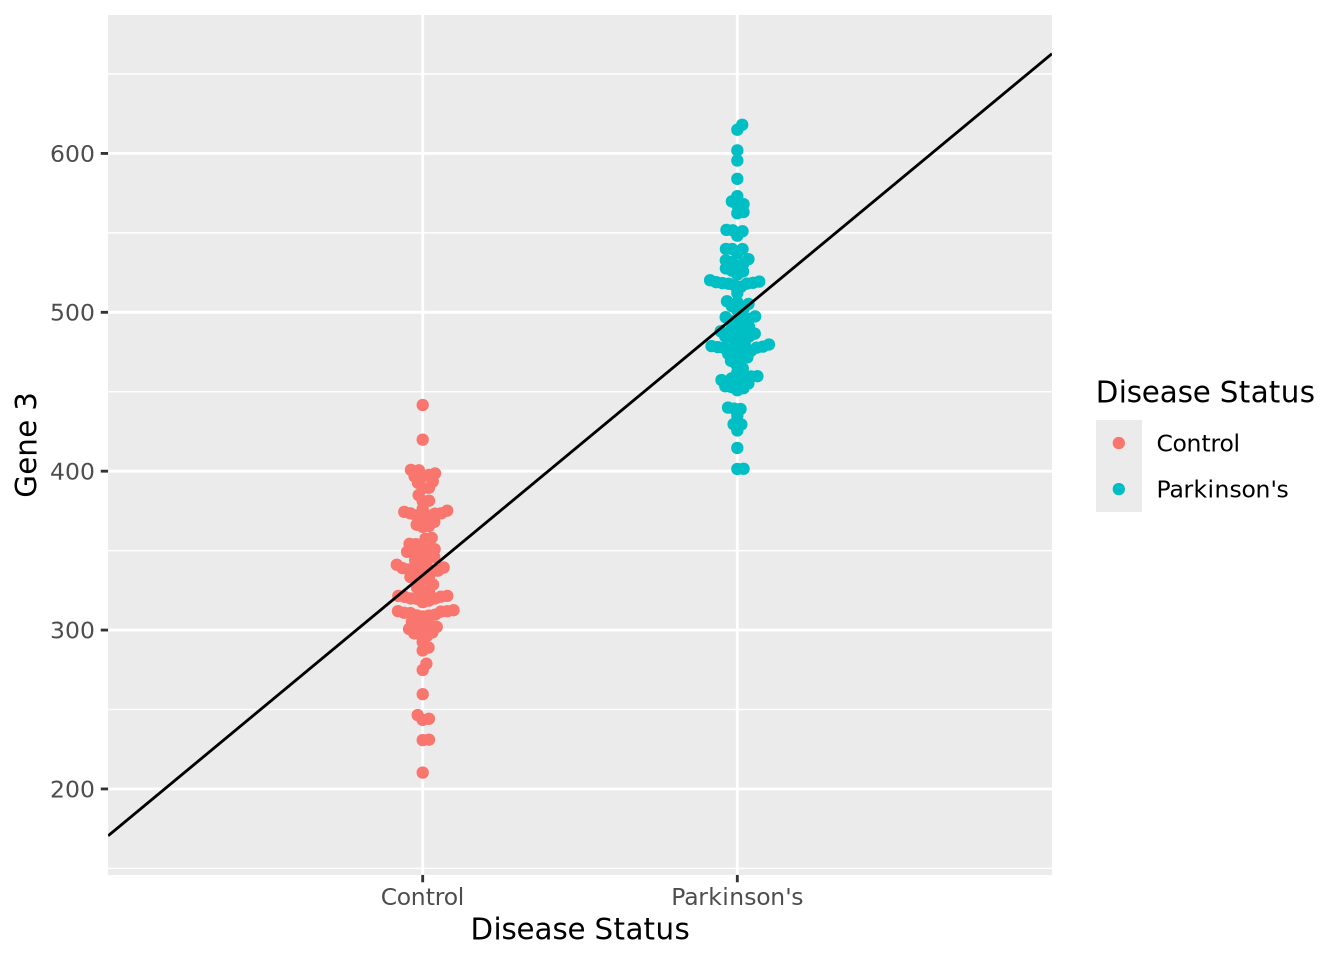 Gene 3
600
500
400
300
200
Control
Parkinson's
Disease Status
Disease Status
Control
Parkinson's